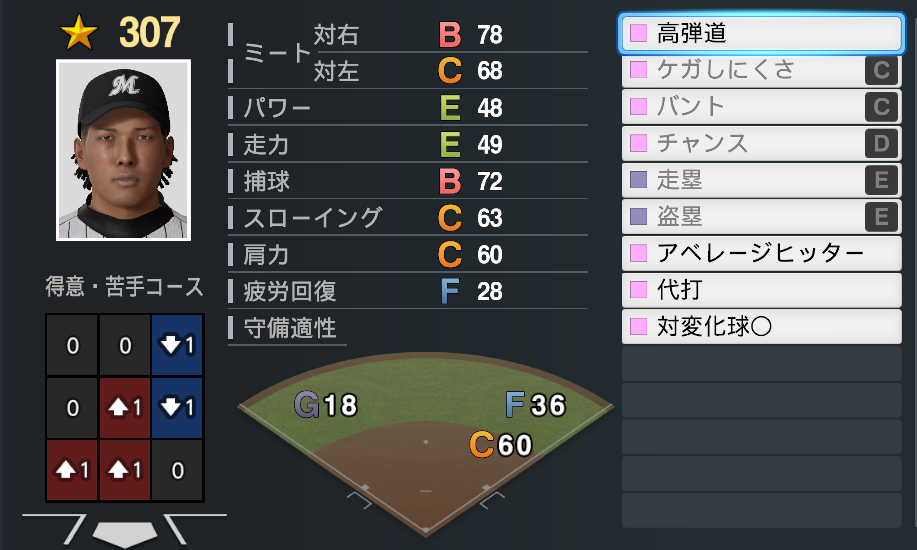 307
ミート 対右 B 78
対左 C 68
パワー E 48
走力 E 49
捕球 B 72
スローイング C 63
肩力 C 60
疲労回復 F 28
守備適性
G18
F36
C60
得意・苦手コース
0 0 1
0 1 1
1 1 0
M
高弾道
ケガしにくさ C
バント C
チャンス D
走塁 E
盗塁 E
アベレージヒッター
代打
対変化球〇